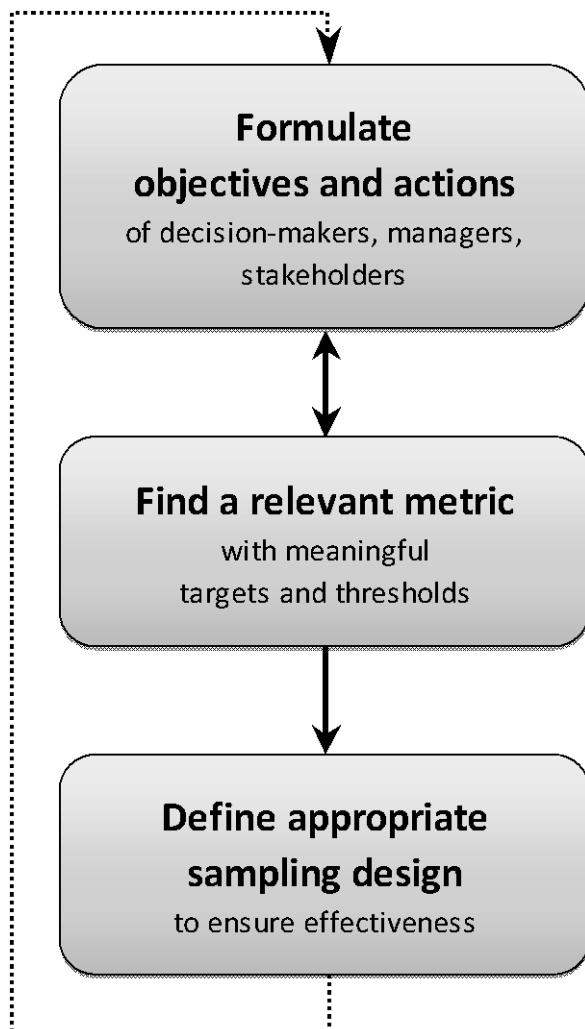 Formulate
objectives and actions
of decision-makers, managers,
stakeholders
Find a relevant metric
with meaningful
targets and thresholds
Define appropriate
sampling design
to ensure effectiveness